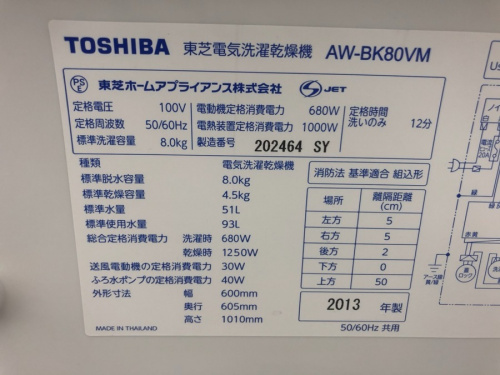 TOSHIBA 東芝電気洗濯乾燥機 AW-BK80VM
PS E 東芝ホームアプライアンス株式会社 S JET
定格電圧 100V 電動機定格消費電力 680W 定格時間
定格周波数 50/60Hz 電熱装置定格消費電力 1000W 洗いのみ 12分
標準洗濯容量 8.0kg 製造番号 202464 SY
種類 電気洗濯乾燥機
標準脱水容量 8.0kg
標準乾燥容量 4.5kg
標準水量 51L
標準使用水量 93L
総合定格消費電力 洗濯時 680W
乾燥時 1250W
送風電動機の定格消費電力 30W
ふろ水ポンプの定格消費電力 40W
外形寸法 幅 600mm
奥行 605mm
高さ 1010mm
MADE IN THAILAND
消防法 基準適合 組込形
場所 離隔距離
(cm)
左方 5
右方 5
後方 2
下方 0
上方 50
2013 年製
50/60Hz 共用